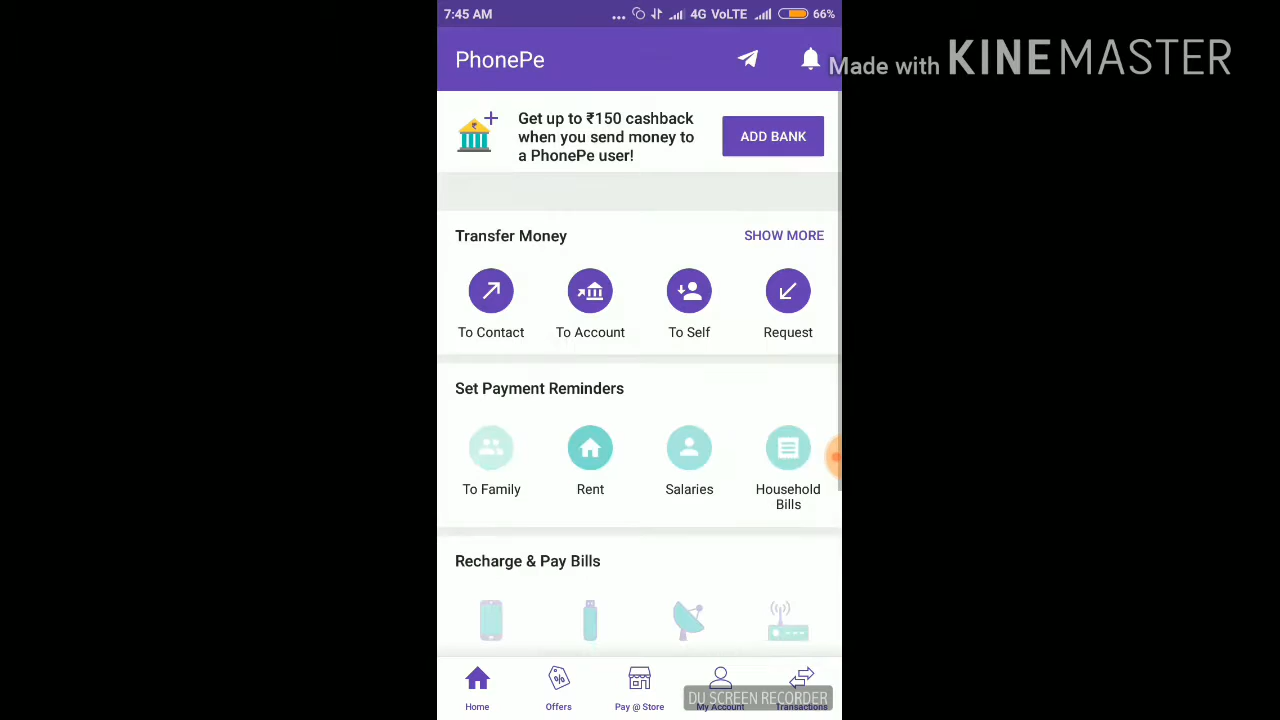 7:45 AM ... 4G VoLTE 66%
PhonePe
Made with KINEMASTER
Get up to ₹150 cashback
when you send money to
a PhonePe user!
ADD BANK
Transfer Money SHOW MORE
To Contact To Account To Self Request
Set Payment Reminders
To Family Rent Salaries Household
Bills
Recharge & Pay Bills
DU SCREEN RECORDER
Home Offers Pay @ Store My Account Transactions